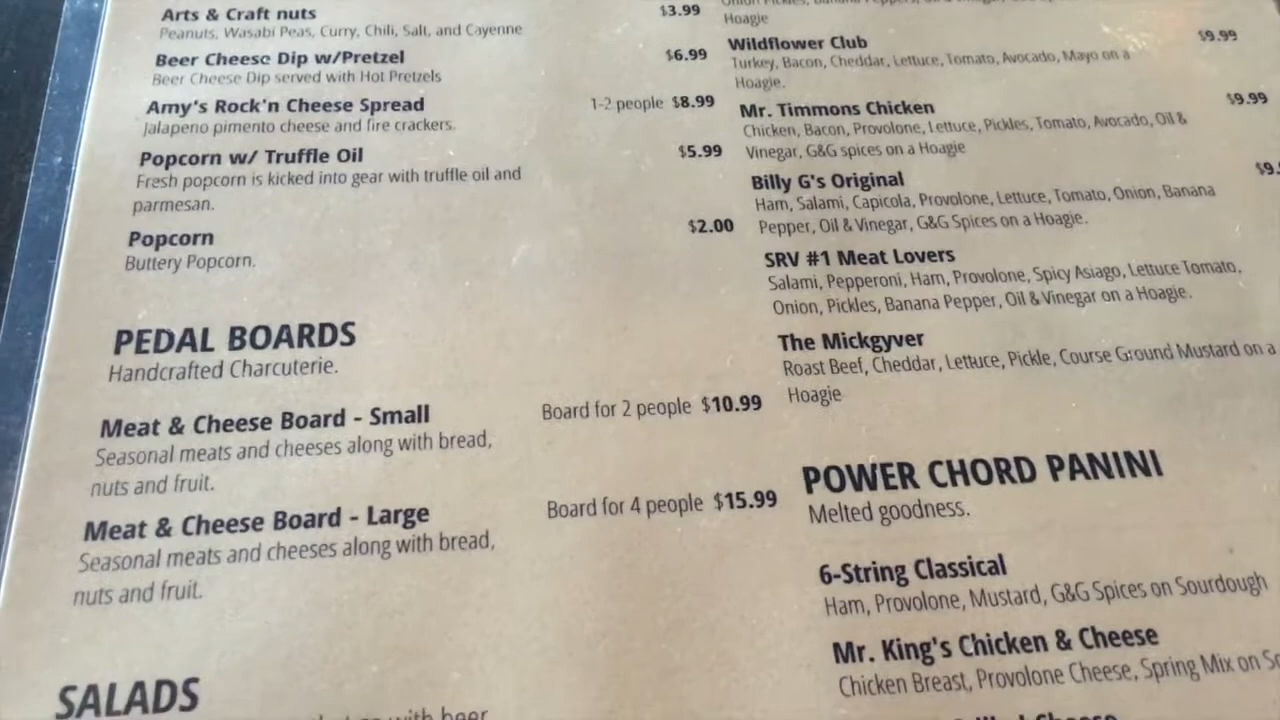 Arts & Craft nuts $3.99
Peanuts, Wasabi Peas, Curry, Chili, Salt, and Cayenne
Beer Cheese Dip w/Pretzel $6.99
Beer Cheese Dip served with Hot Pretzels
Amy's Rock'n Cheese Spread 1-2 people $8.99
Jalapeno pimento cheese and fire crackers.
Popcorn w/ Truffle Oil $5.99
Fresh popcorn is kicked into gear with truffle oil and
parmesan.
Popcorn $2.00
Buttery Popcorn.
PEDAL BOARDS
Handcrafted Charcuterie.
Meat & Cheese Board - Small Board for 2 people $10.99
Seasonal meats and cheeses along with bread,
nuts and fruit.
Meat & Cheese Board - Large Board for 4 people $15.99
Seasonal meats and cheeses along with bread,
nuts and fruit.
SALADS
with beer
Hoagie
Wildflower Club $9.99
Turkey, Bacon, Cheddar, Lettuce, Tomato, Avocado, Mayo on a
Hoagie.
Mr. Timmons Chicken $9.99
Chicken, Bacon, Provolone, Lettuce, Pickles, Tomato, Avocado, Oil &
Vinegar, G&G spices on a Hoagie
Billy G's Original
Ham, Salami, Capicola, Provolone, Lettuce, Tomato, Onion, Banana
Pepper, Oil & Vinegar, G&G Spices on a Hoagie.
SRV #1 Meat Lovers
Salami, Pepperoni, Ham, Provolone, Spicy Asiago, Lettuce Tomato,
Onion, Pickles, Banana Pepper, Oil & Vinegar on a Hoagie.
The Mickgyver
Roast Beef, Cheddar, Lettuce, Pickle, Course Ground Mustard on a
Hoagie
POWER CHORD PANINI
Melted goodness.
6-String Classical
Ham, Provolone, Mustard, G&G Spices on Sourdough
Mr. King's Chicken & Cheese
Chicken Breast, Provolone Cheese, Spring Mix on
Cheese